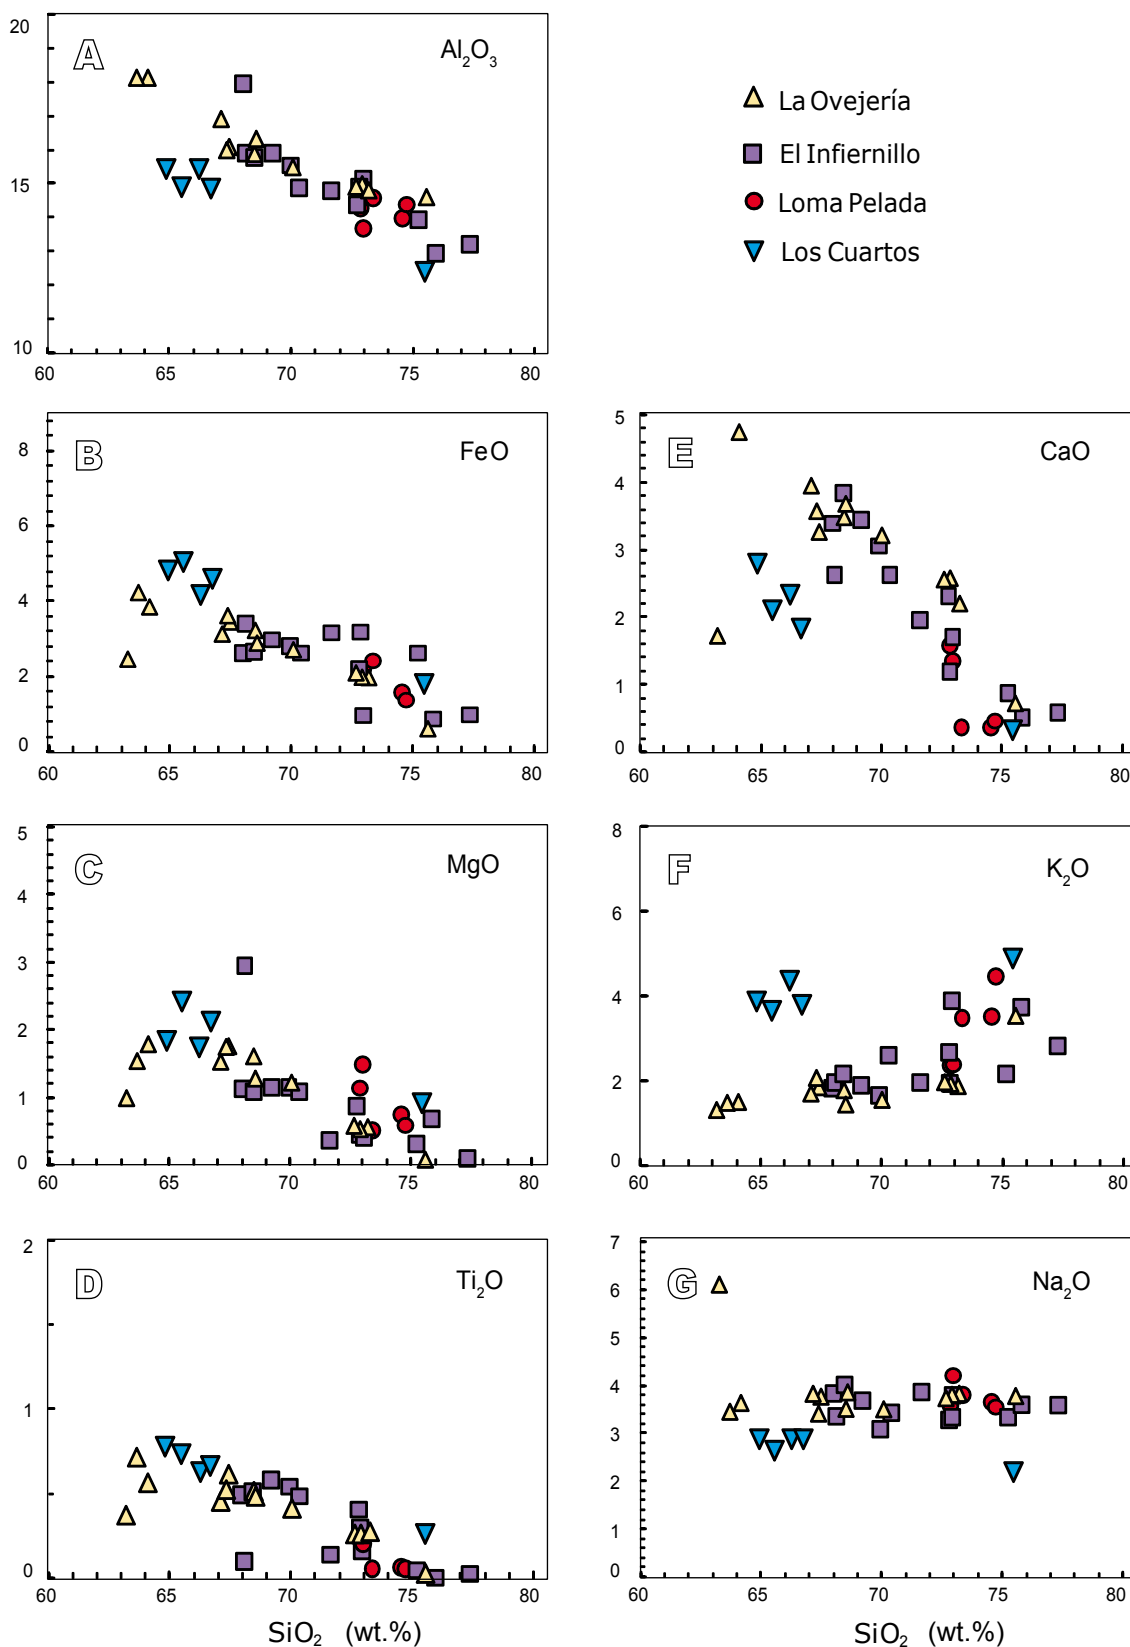 A
Al₂O₃
20
15
10
60 65 70 75 80
La Ovejería
El Infiernillo
Loma Pelada
Los Cuartos
B
FeO
8
6
4
2
0
60 65 70 75 80
E
CaO
5
4
3
2
1
0
60 65 70 75 80
C
MgO
5
4
3
2
1
0
60 65 70 75 80
F
K₂O
8
6
4
2
0
60 65 70 75 80
D
Ti₂O
2
1
0
60 65 70 75 80
SiO₂ (wt.%)
G
Na₂O
7
6
5
4
3
2
1
0
60 65 70 75 80
SiO₂ (wt.%)